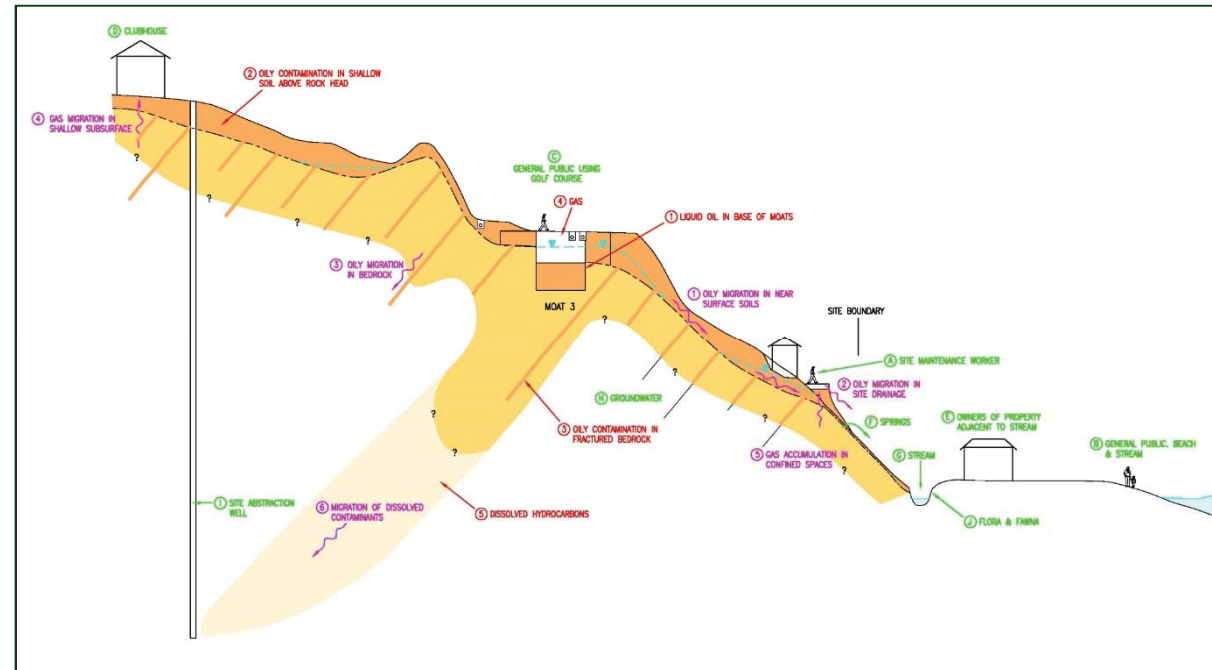 Ⓓ CLUBHOUSE
② OILY CONTAMINATION IN SHALLOW
SOIL ABOVE ROCK HEAD
④ GAS MIGRATION IN
SHALLOW SUBSURFACE
Ⓒ
GENERAL PUBLIC USING
GOLF COURSE
④ GAS
① LIQUID OIL IN BASE OF MOATS
③ OILY MIGRATION
IN BEDROCK
MOAT 3
① OILY MIGRATION IN NEAR
SURFACE SOILS
SITE BOUNDARY
Ⓐ SITE MAINTENANCE WORKER
② OILY MIGRATION IN
SITE DRAINAGE
Ⓗ GROUNDWATER
Ⓕ SPRINGS
Ⓔ OWNERS OF PROPERTY
ADJACENT TO STREAM
Ⓑ GENERAL PUBLIC. BEACH
& STREAM
③ OILY CONTAMINATION IN
FRACTURED BEDROCK
⑤ GAS ACCUMULATION IN
CONFINED SPACES
Ⓖ STREAM
Ⓘ SITE ABSTRACTION
WELL
⑥ MIGRATION OF DISSOLVED
CONTAMINANTS
⑤ DISSOLVED HYDROCARBONS
Ⓙ FLORA & FAWNA
?
?
?
?
?
?
?
?
?
?
?
?